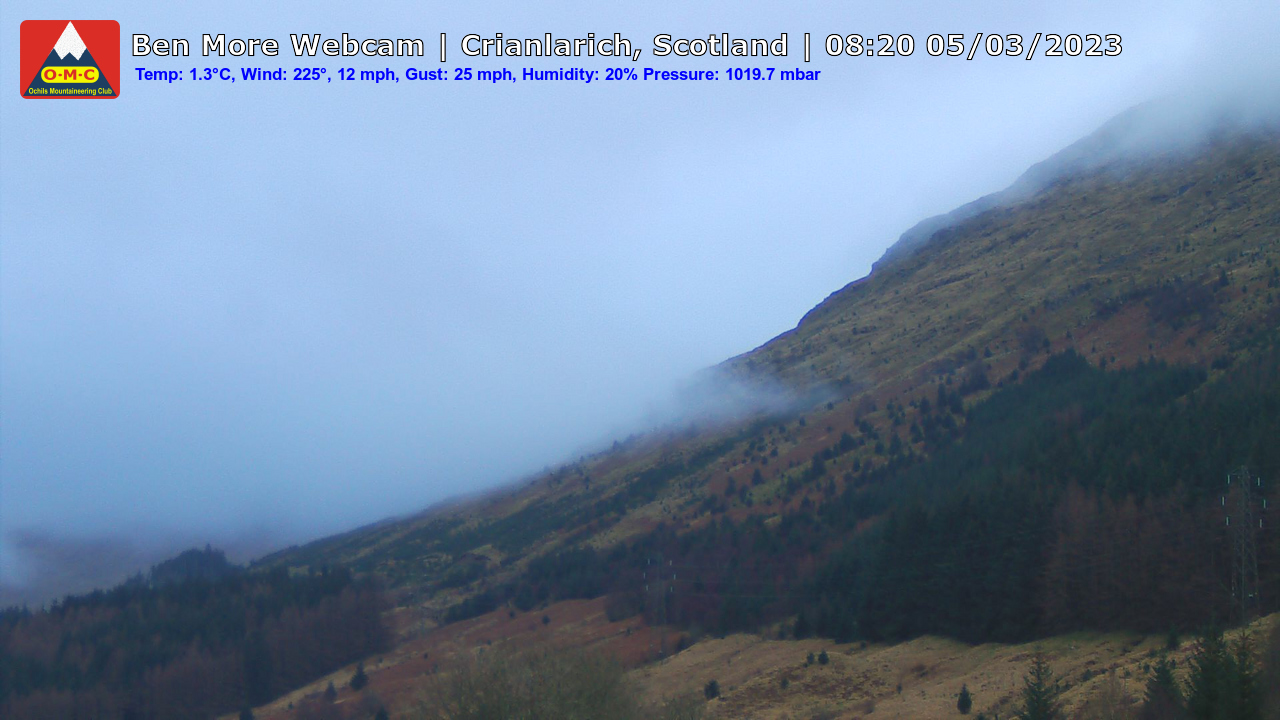 Ben More Webcam | Crianlarich, Scotland | 08:20 05/03/2023
Temp: 1.3°C, Wind: 225°, 12 mph, Gust: 25 mph, Humidity: 20% Pressure: 1019.7 mbar
O-M-C
Ochils Mountaineering Club